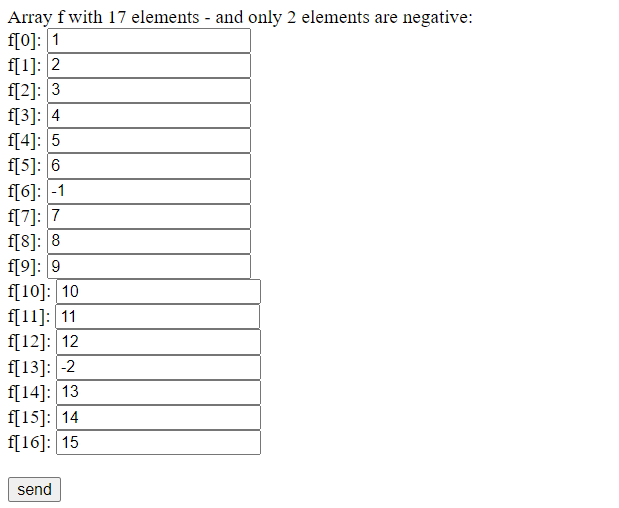 Array f with 17 elements - and only 2 elements are negative:
f[0]: 1
f[1]: 2
f[2]: 3
f[3]: 4
f[4]: 5
f[5]: 6
f[6]: -1
f[7]: 7
f[8]: 8
f[9]: 9
f[10]: 10
f[11]: 11
f[12]: 12
f[13]: -2
f[14]: 13
f[15]: 14
f[16]: 15
send